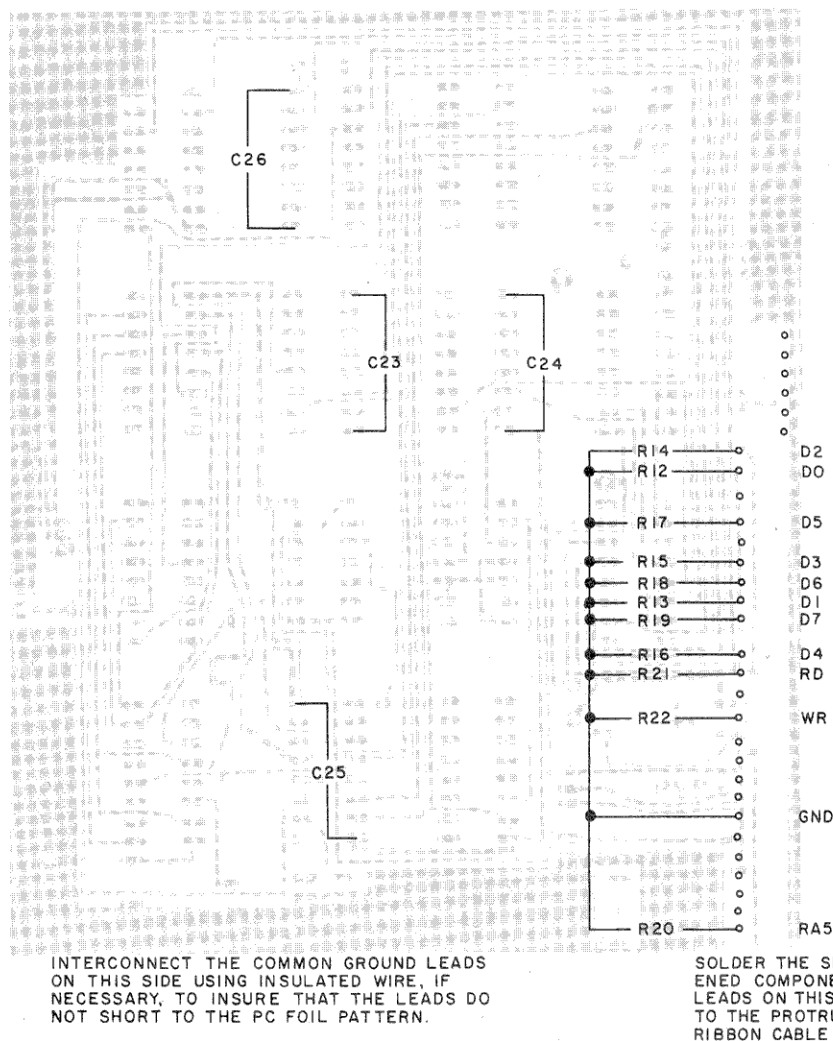 C26
C23
C24
R14 D2
R12 D0
R17 D5
R15 D3
R18 D6
R13 D1
R19 D7
R16 D4
R21 RD
R22 WR
C25
GND
R20 RA5
INTERCONNECT THE COMMON GROUND LEADS
ON THIS SIDE USING INSULATED WIRE, IF
NECESSARY, TO INSURE THAT THE LEADS DO
NOT SHORT TO THE PC FOIL PATTERN.
SOLDER THE
ENED
LEADS ON THIS
TO THE
RIBBON CABLE